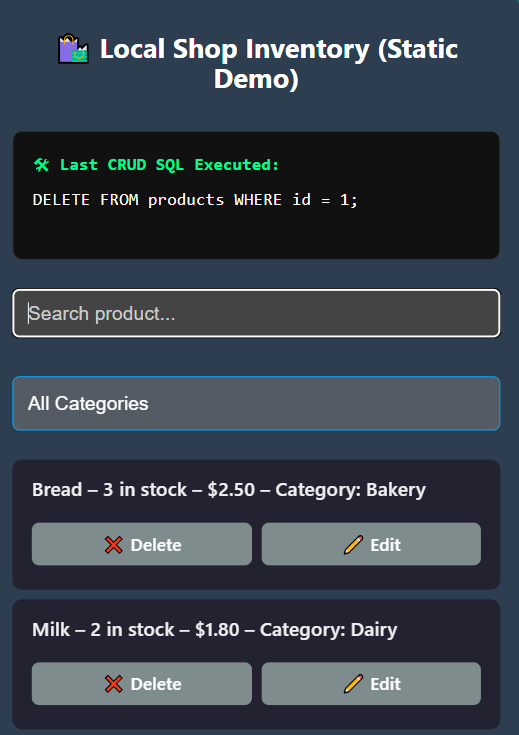 🛍️ Local Shop Inventory (Static
Demo)
🛠 Last CRUD SQL Executed:
DELETE FROM products WHERE id = 1;
Search product...
All Categories
Bread – 3 in stock – $2.50 – Category: Bakery
❌ Delete ✏️ Edit
Milk – 2 in stock – $1.80 – Category: Dairy
❌ Delete ✏️ Edit